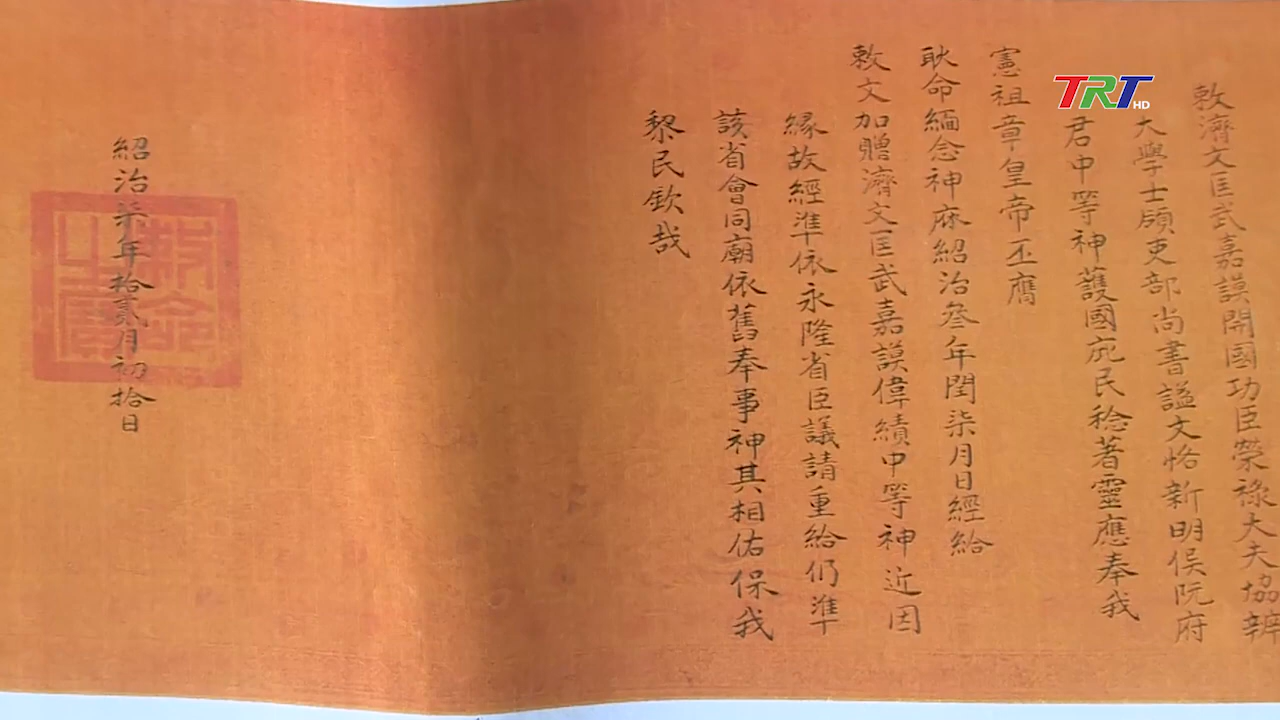 敕濟文匡武嘉謨開國功臣榮祿大夫協辦
大學士領吏部尚書謚文恪新明侯阮府
君中等神護國庇民稔著靈應奉我
憲祖章皇帝丕膺
耿命緬念神庥紹治叁年閏柒月日經給
敕文加贈濟文匡武嘉謨偉績中等神近因
緣故經準依永隆省臣議請重給仍準
該省會同廟依舊奉事神其相佑保我
黎民欽哉
紹治柒年拾貳月初拾日
敕命之寶
TRT HD